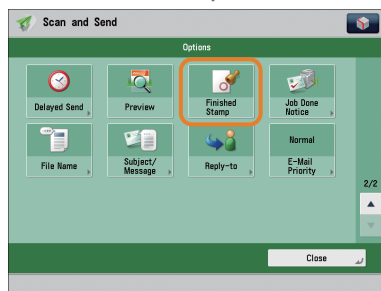 Scan and Send
Options
Delayed Send
Preview
Finished
Stamp
Job Done
Notice
File Name
Subject/
Message
Reply-to
Normal
E-Mail
Priority
2/2
Close